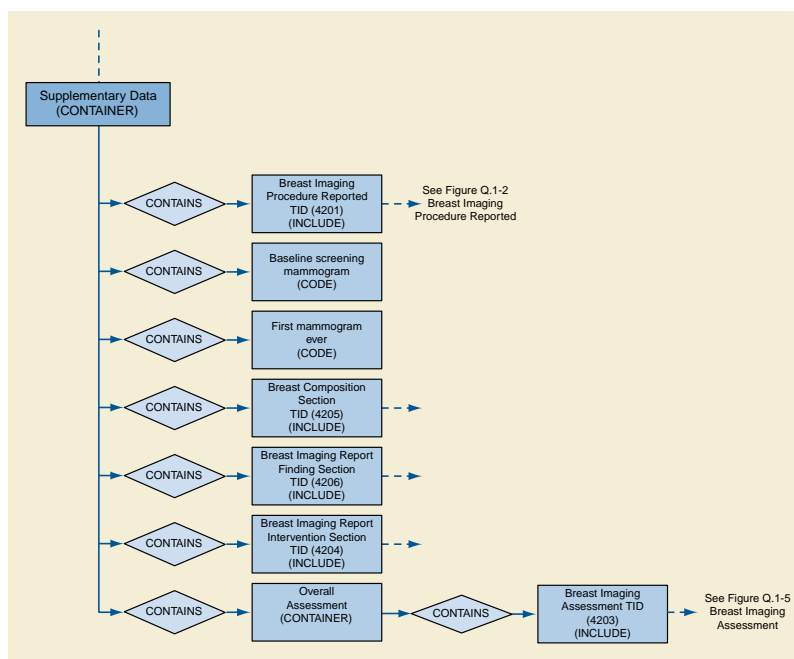 Supplementary Data
(CONTAINER)
CONTAINS
Breast Imaging
Procedure Reported
TID (4201)
(INCLUDE)
See Figure Q.1-2
Breast Imaging
Procedure Reported
CONTAINS
Baseline screening
mammogram
(CODE)
CONTAINS
First mammogram
ever
(CODE)
CONTAINS
Breast Composition
Section
TID (4205)
(INCLUDE)
CONTAINS
Breast Imaging Report
Finding Section
TID (4206)
(INCLUDE)
CONTAINS
Breast Imaging Report
Intervention Section
TID (4204)
(INCLUDE)
CONTAINS
Overall
Assessment
(CONTAINER)
CONTAINS
Breast Imaging
Assessment TID
(4203)
(INCLUDE)
See Figure Q.1-5
Breast Imaging
Assessment